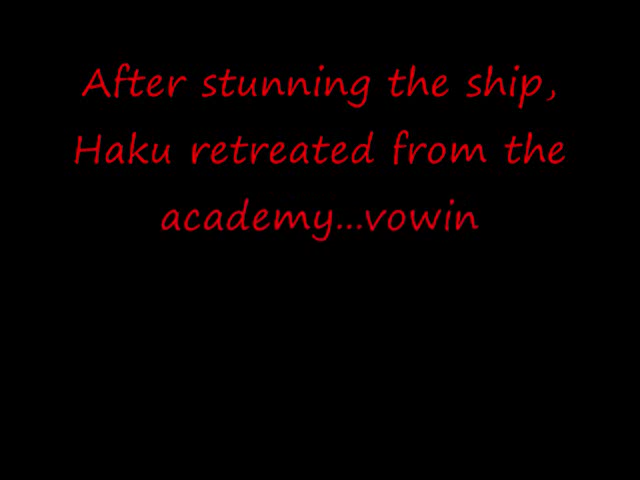 After stunning the ship,
Haku retreated from the
academy...vowin